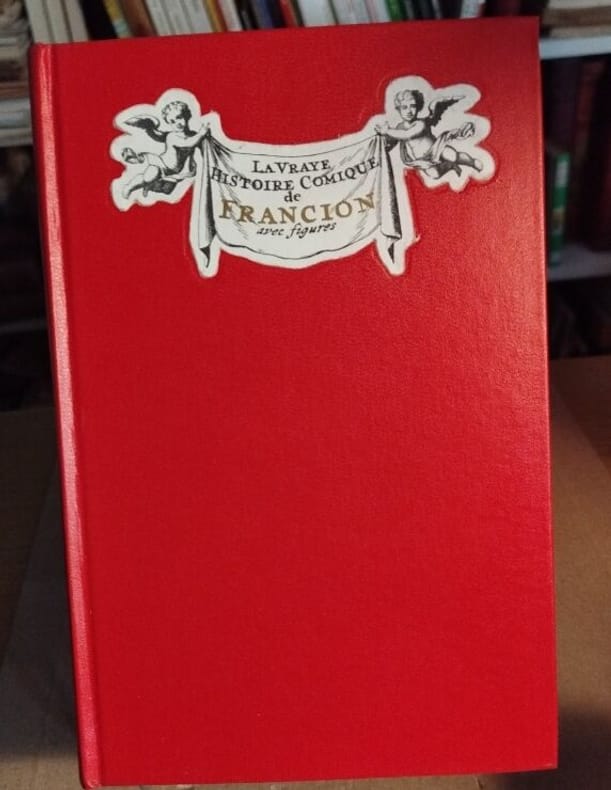 LA VRAYE
HISTOIRE COMIQUE
de
FRANCION
avec figures